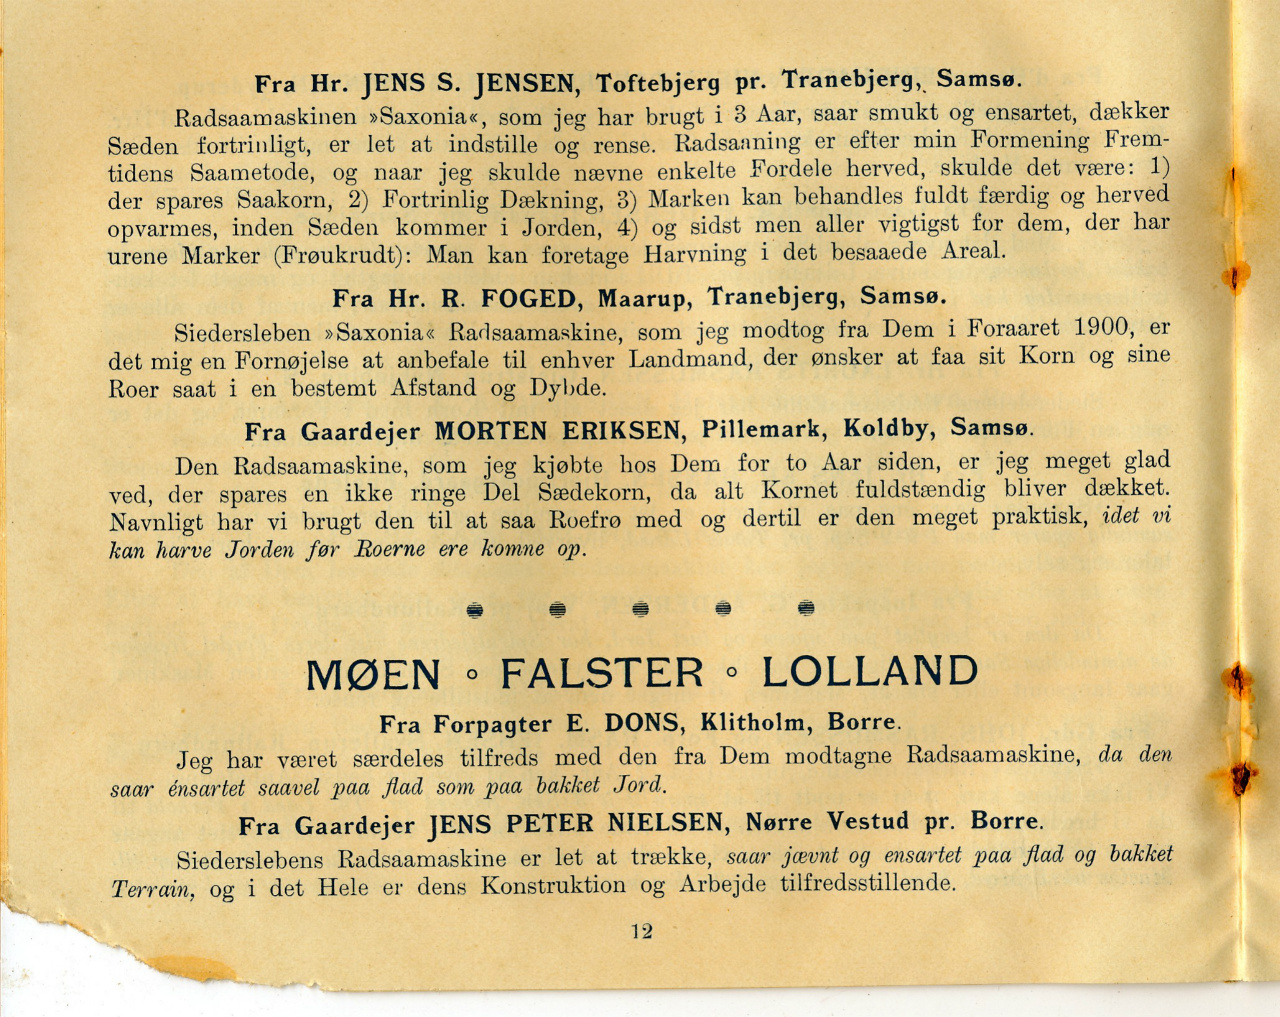 Fra Hr. JENS S. JENSEN, Toftebjerg pr. Tranebjerg, Samsø.
Radsaamaskinen »Saxonia«, som jeg har brugt i 3 Aar, saar smukt og ensartet, dækker
Sæden fortrinligt, er let at indstille og rense. Radsaaning er efter min Formening Frem-
tidens Saametode, og naar jeg skulde nævne enkelte Fordele herved, skulde det være: 1)
der spares Saakorn, 2) Fortrinlig Dækning, 3) Marken kan behandles fuldt færdig og herved
opvarmes, inden Sæden kommer i Jorden, 4) og sidst men aller vigtigst for dem, der har
urene Marker (Frøukrudt): Man kan foretage Harvning i det besaaede Areal.
Fra Hr. R. FOGED, Maarup, Tranebjerg, Samsø.
Siedersleben »Saxonia« Radsaamaskine, som jeg modtog fra Dem i Foraaret 1900, er
det mig en Fornøjelse at anbefale til enhver Landmand, der ønsker at faa sit Korn og sine
Roer saat i en bestemt Afstand og Dybde.
Fra Gaardejer MORTEN ERIKSEN, Pillemark, Koldby, Samsø.
Den Radsaamaskine, som jeg kjøbte hos Dem for to Aar siden, er jeg meget glad
ved, der spares en ikke ringe Del Sædekorn, da alt Kornet fuldstændig bliver dækket.
Navnligt har vi brugt den til at saa Roefrø med og dertil er den meget praktisk, idet vi
kan harve Jorden før Roerne ere komne op.
MØEN ∘ FALSTER ∘ LOLLAND
Fra Forpagter E. DONS, Klitholm, Borre.
Jeg har været særdeles tilfreds med den fra Dem modtagne Radsaamaskine, da den
saar énsartet saavel paa flad som paa bakket Jord.
Fra Gaardejer JENS PETER NIELSEN, Nørre Vestud pr. Borre.
Siederslebens Radsaamaskine er let at trække, saar jævnt og ensartet paa flad og bakket
Terrain, og i det Hele er dens Konstruktion og Arbejde tilfredsstillende.
12